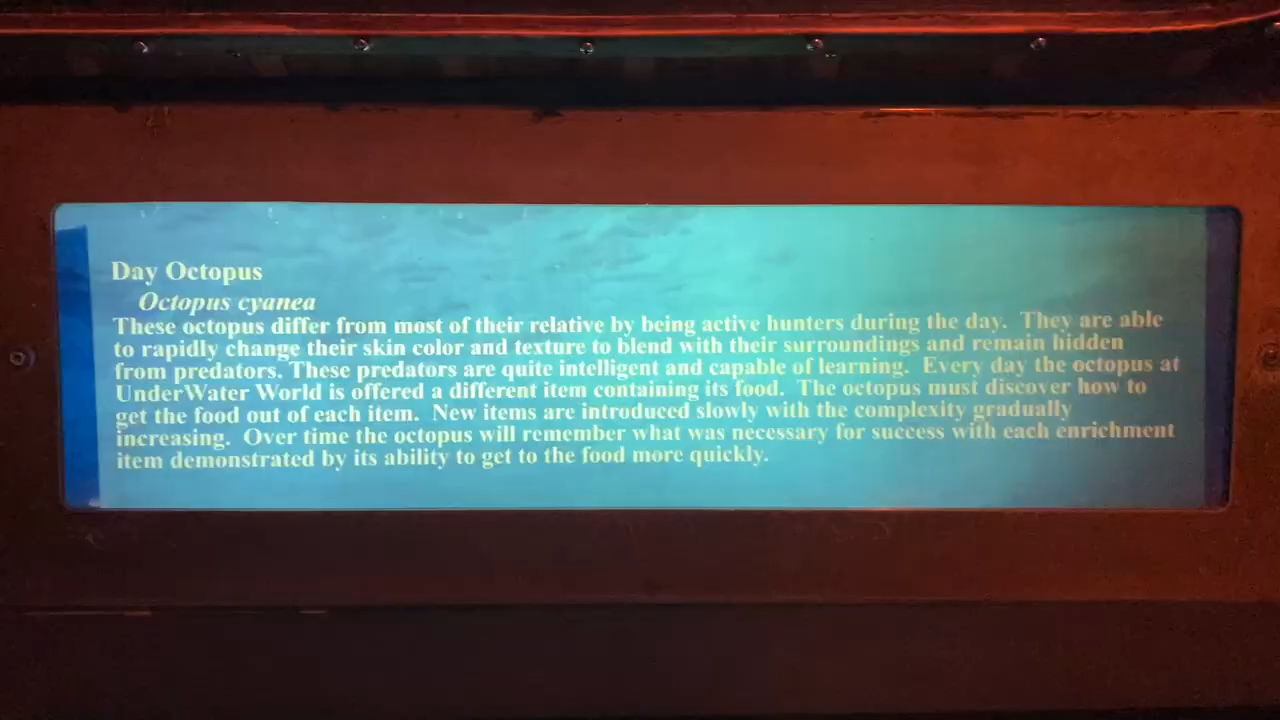 Day Octopus
Octopus cyanea
These octopus differ from most of their relative by being active hunters during the day. They are able
to rapidly change their skin color and texture to blend with their surroundings and remain hidden
from predators. These predators are quite intelligent and capable of learning. Every day the octopus at
UnderWater World is offered a different item containing its food. The octopus must discover how to
get the food out of each item. New items are introduced slowly with the complexity gradually
increasing. Over time the octopus will remember what was necessary for success with each enrichment
item demonstrated by its ability to get to the food more quickly.